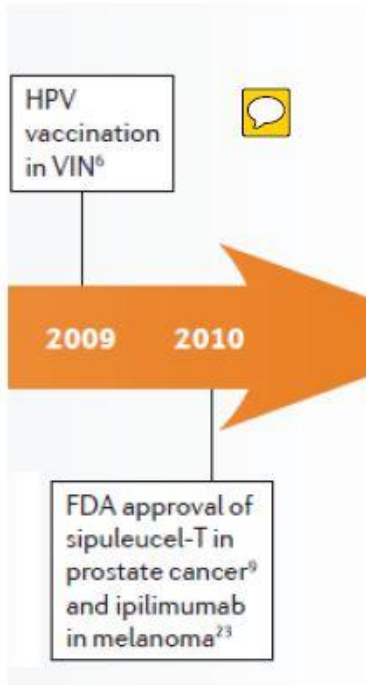 HPV
vaccination
in VIN⁶
2009 2010
FDA approval of
sipuleucel-T in
prostate cancer⁹
and ipilimumab
in melanoma²³